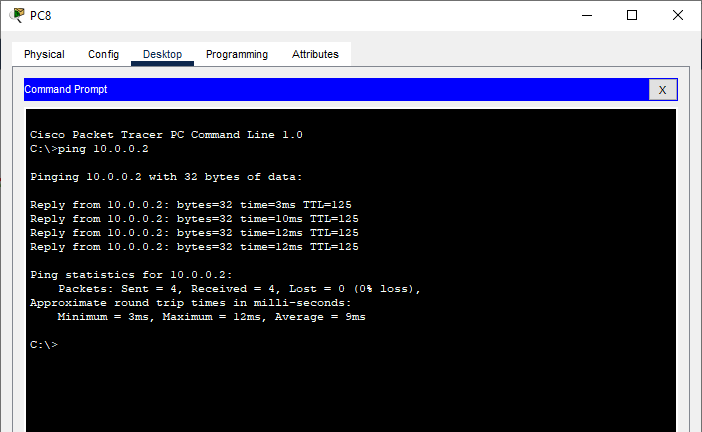 PC8
Physical Config Desktop Programming Attributes
Command Prompt X
Cisco Packet Tracer PC Command Line 1.0
C:\>ping 10.0.0.2
Pinging 10.0.0.2 with 32 bytes of data:
Reply from 10.0.0.2: bytes=32 time=3ms TTL=125
Reply from 10.0.0.2: bytes=32 time=10ms TTL=125
Reply from 10.0.0.2: bytes=32 time=12ms TTL=125
Reply from 10.0.0.2: bytes=32 time=12ms TTL=125
Ping statistics for 10.0.0.2:
    Packets: Sent = 4, Received = 4, Lost = 0 (0% loss),
Approximate round trip times in milli-seconds:
    Minimum = 3ms, Maximum = 12ms, Average = 9ms
C:\>